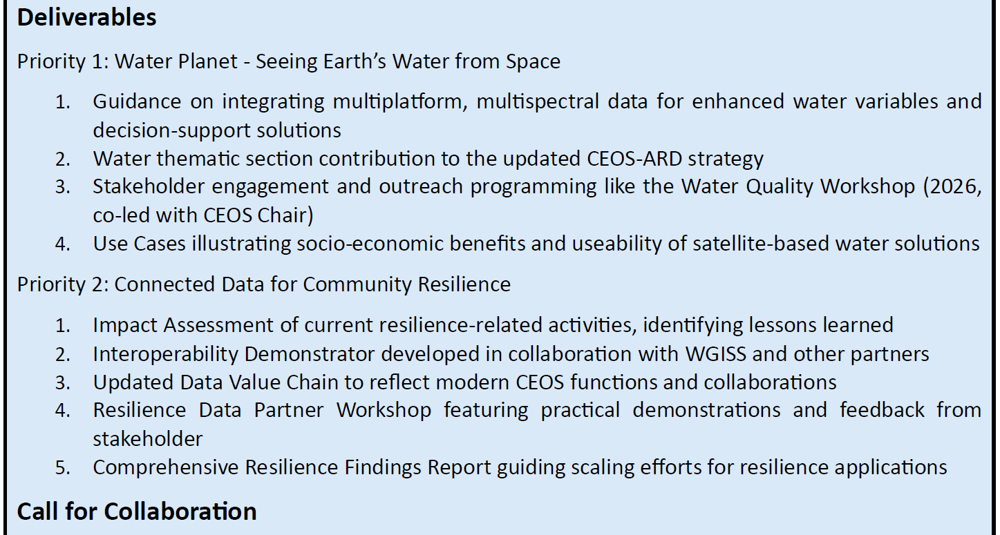 Deliverables
Priority 1: Water Planet - Seeing Earth’s Water from Space
1. Guidance on integrating multiplatform, multispectral data for enhanced water variables and
decision-support solutions
2. Water thematic section contribution to the updated CEOS-ARD strategy
3. Stakeholder engagement and outreach programming like the Water Quality Workshop (2026,
co-led with CEOS Chair)
4. Use Cases illustrating socio-economic benefits and useability of satellite-based water solutions
Priority 2: Connected Data for Community Resilience
1. Impact Assessment of current resilience-related activities, identifying lessons learned
2. Interoperability Demonstrator developed in collaboration with WGISS and other partners
3. Updated Data Value Chain to reflect modern CEOS functions and collaborations
4. Resilience Data Partner Workshop featuring practical demonstrations and feedback from
stakeholder
5. Comprehensive Resilience Findings Report guiding scaling efforts for resilience applications
Call for Collaboration